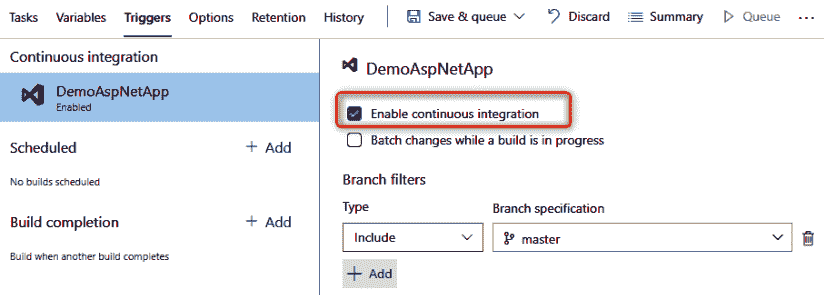 Tasks Variables Triggers Options Retention History Save & queue Discard Summary Queue ...
Continuous integration
DemoAspNetApp
Enabled
Scheduled + Add
No builds scheduled
Build completion + Add
Build when another build completes
DemoAspNetApp
Enable continuous integration
Batch changes while a build is in progress
Branch filters
Type Branch specification
Include master
+ Add